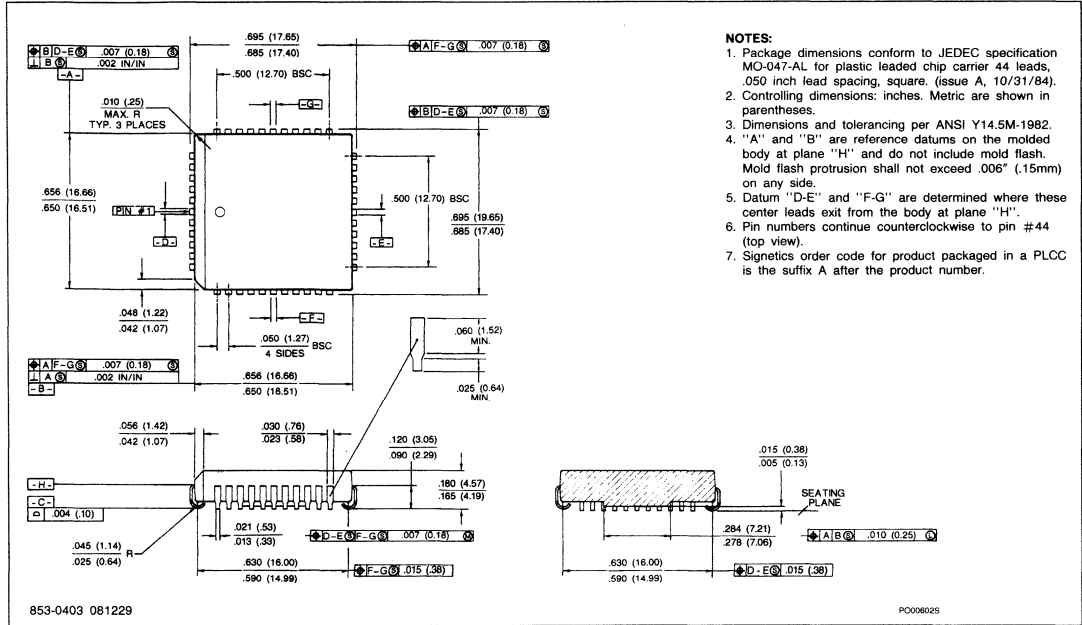 ⌖ B D-E Ⓢ .007 (0.18) Ⓢ
⊥ B Ⓢ .002 IN/IN
-A-
.695 (17.65)
.685 (17.40)
⌖ A F-G Ⓢ .007 (0.18) Ⓢ
.500 (12.70) BSC
-G-
.010 (.25)
MAX. R
TYP. 3 PLACES
⌖ B D-E Ⓢ .007 (0.18) Ⓢ
.656 (16.66)
.650 (16.51)
PIN #1
-D-
.500 (12.70) BSC
.695 (19.65)
.685 (17.40)
-E-
.048 (1.22)
.042 (1.07)
-F-
.050 (1.27) BSC
4 SIDES
.060 (1.52)
MIN.
.025 (0.64)
MIN.
⌖ A F-G Ⓢ .007 (0.18) Ⓢ
⊥ A Ⓢ .002 IN/IN
-B-
.656 (16.66)
.650 (16.51)
NOTES:
1. Package dimensions conform to JEDEC specification
MO-047-AL for plastic leaded chip carrier 44 leads,
.050 inch lead spacing, square. (issue A, 10/31/84).
2. Controlling dimensions: inches. Metric are shown in
parentheses.
3. Dimensions and tolerancing per ANSI Y14.5M-1982.
4. "A" and "B" are reference datums on the molded
body at plane "H" and do not include mold flash.
Mold flash protrusion shall not exceed .006" (.15mm)
on any side.
5. Datum "D-E" and "F-G" are determined where these
center leads exit from the body at plane "H".
6. Pin numbers continue counterclockwise to pin #44
(top view).
7. Signetics order code for product packaged in a PLCC
is the suffix A after the product number.
.056 (1.42)
.042 (1.07)
.030 (.76)
.023 (.58)
.120 (3.05)
.090 (2.29)
-H-
-C-
⏥ .004 (.10)
.180 (4.57)
.165 (4.19)
.045 (1.14) R
.025 (0.64)
.021 (.53)
.013 (.33)
⌖ D-E Ⓢ F-G Ⓢ .007 (0.18) Ⓜ
.630 (16.00)
.590 (14.99)
⌖ F-G Ⓢ .015 (.38)
.015 (0.38)
.005 (0.13)
SEATING
PLANE
.284 (7.21)
.278 (7.06)
⌖ A B Ⓢ .010 (0.25) Ⓛ
.630 (16.00)
.590 (14.99)
⌖ D-E Ⓢ .015 (.38)
853-0403 081229
PO00602S